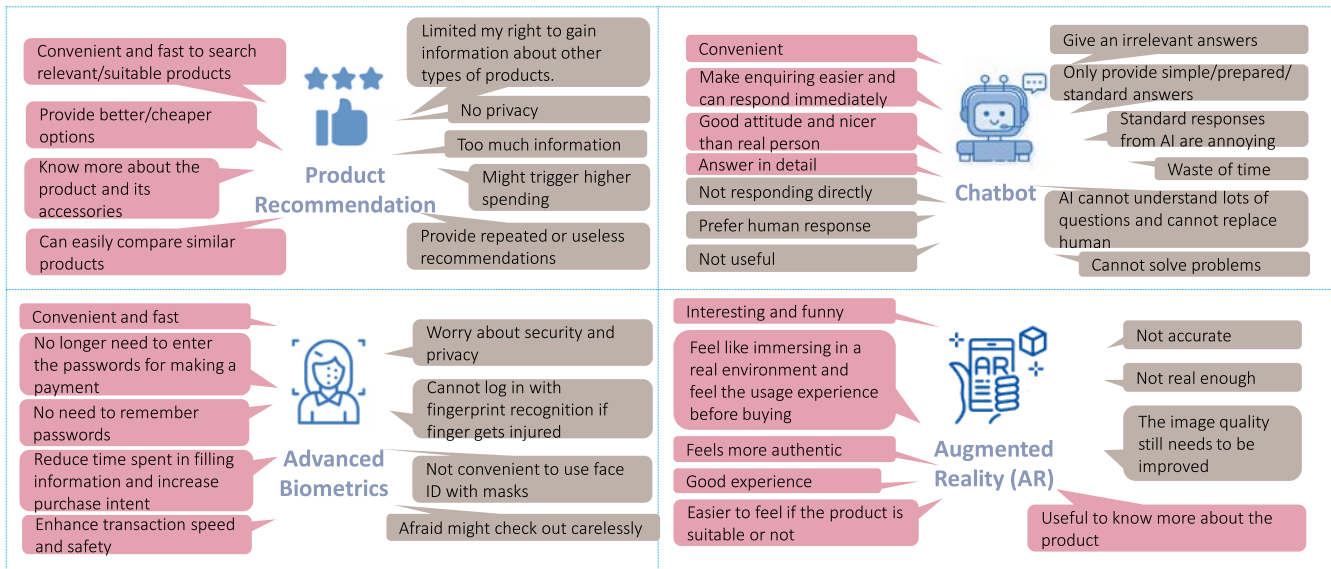 Convenient and fast to search
relevant/suitable products
Provide better/cheaper
options
Know more about the
product and its
accessories
Can easily compare similar
products
Product
Recommendation
Limited my right to gain
information about other
types of products.
No privacy
Too much information
Might trigger higher
spending
Provide repeated or useless
recommendations
Convenient
Make enquiring easier and
can respond immediately
Good attitude and nicer
than real person
Answer in detail
Not responding directly
Prefer human response
Not useful
Chatbot
Give an irrelevant answers
Only provide simple/prepared/
standard answers
Standard responses
from AI are annoying
Waste of time
AI cannot understand lots of
questions and cannot replace
human
Cannot solve problems
Convenient and fast
No longer need to enter
the passwords for making a
payment
No need to remember
passwords
Reduce time spent in filling
information and increase
purchase intent
Enhance transaction speed
and safety
Advanced
Biometrics
Worry about security and
privacy
Cannot log in with
fingerprint recognition if
finger gets injured
Not convenient to use face
ID with masks
Afraid might check out carelessly
Interesting and funny
Feel like immersing in a
real environment and
feel the usage experience
before buying
Feels more authentic
Good experience
Easier to feel if the product is
suitable or not
AR
Augmented
Reality (AR)
Not accurate
Not real enough
The image quality
still needs to be
improved
Useful to know more about the
product